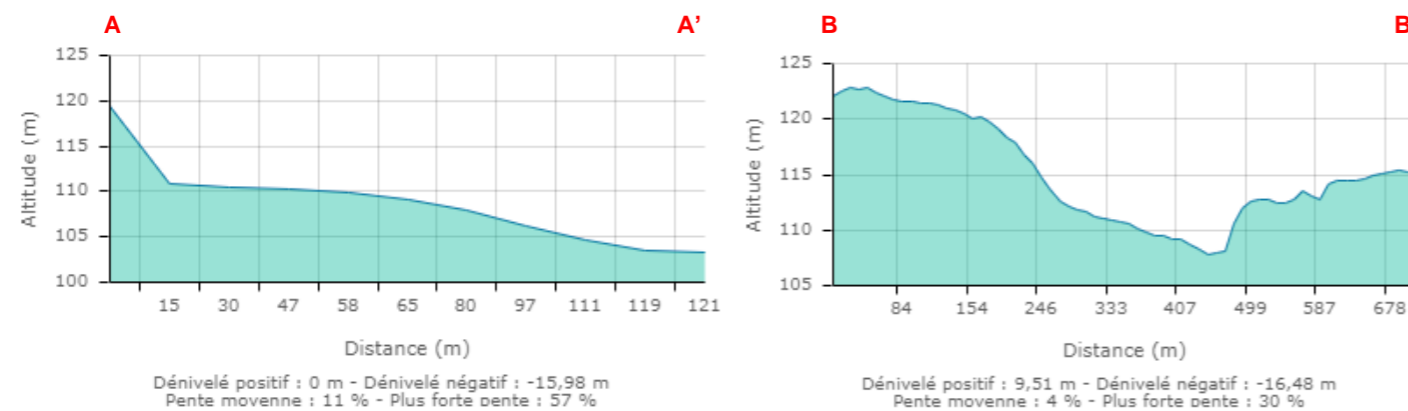 A A’
125
120
115
110
105
100
Altitude (m)
15 30 47 58 65 80 97 111 119 121
Distance (m)
Dénivelé positif : 0 m - Dénivelé négatif : -15,98 m
Pente moyenne : 11 % - Plus forte pente : 57 %
B B
125
120
115
110
105
Altitude (m)
84 154 246 333 407 499 587 678
Distance (m)
Dénivelé positif : 9,51 m - Dénivelé négatif : -16,48 m
Pente moyenne : 4 % - Plus forte pente : 30 %